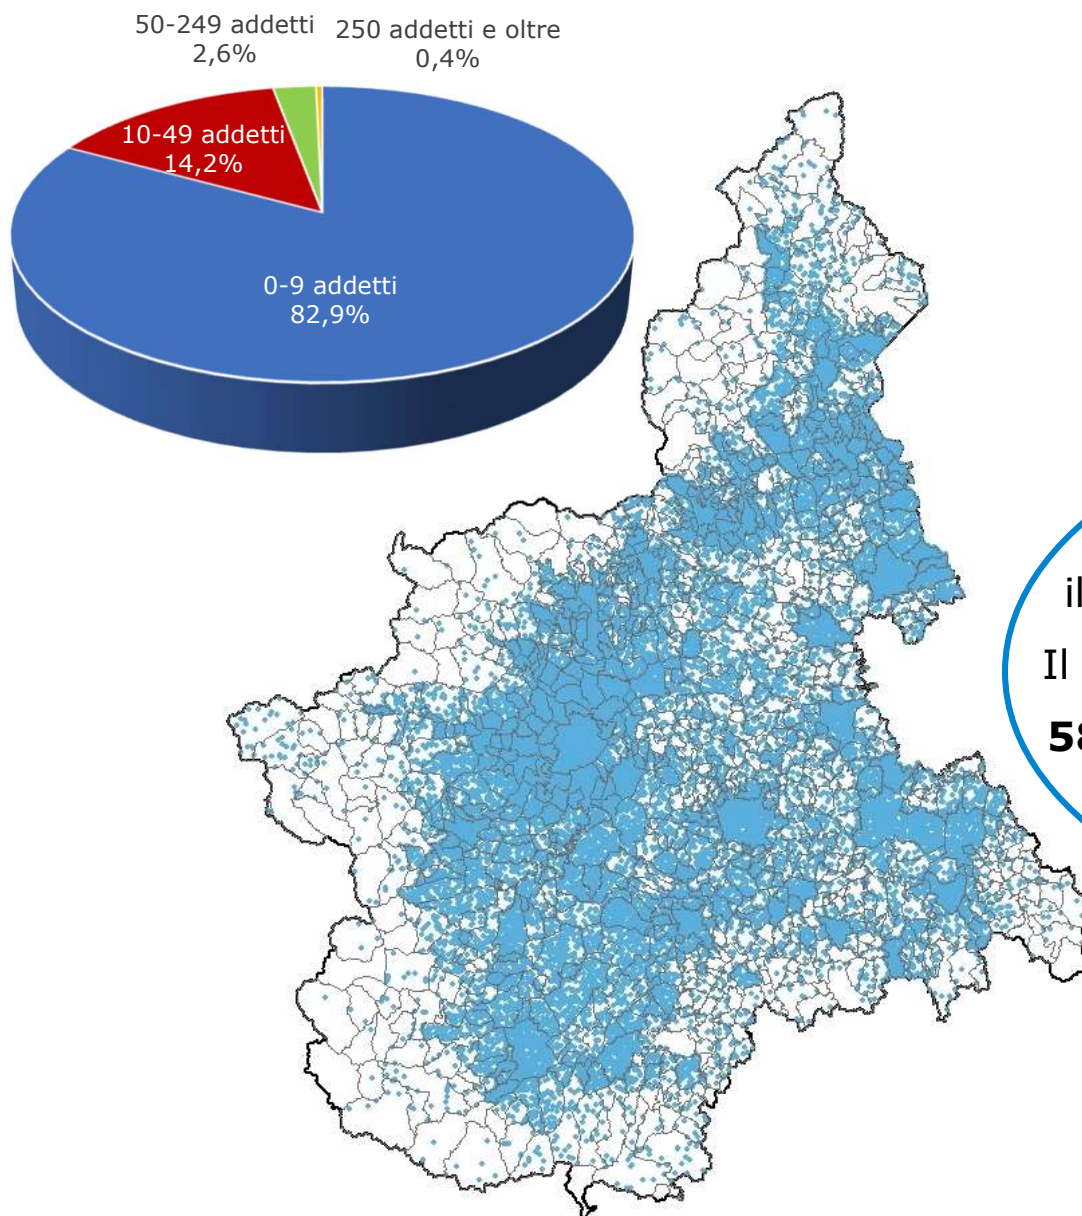 50-249 addetti
2,6%
250 addetti e oltre
0,4%
10-49 addetti
14,2%
0-9 addetti
82,9%
il
Il
58